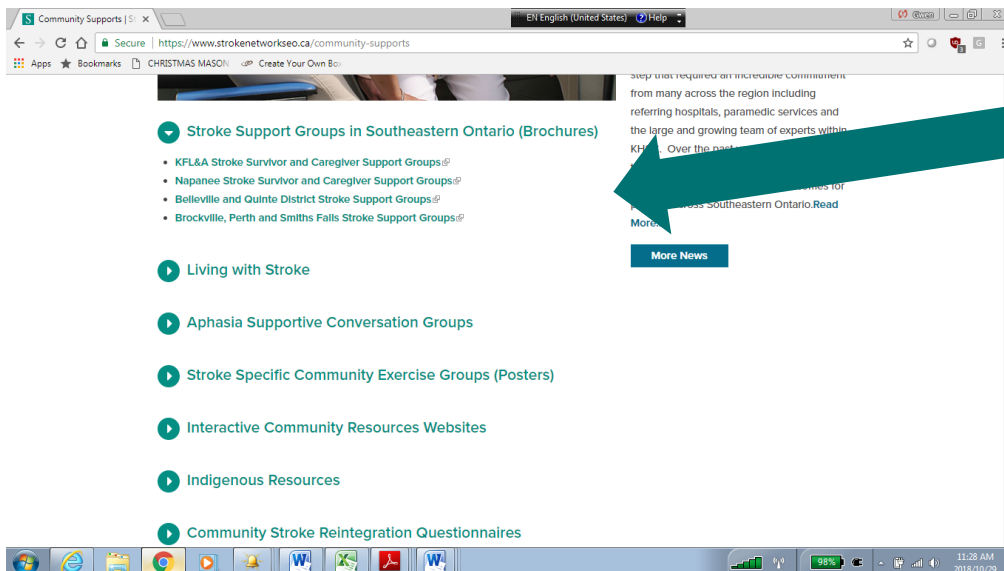 Community Supports | St
EN English (United States) Help
Gwen
Secure | https://www.strokenetworkseo.ca/community-supports
Apps Bookmarks CHRISTMAS MASON Create Your Own Bo
Stroke Support Groups in Southeastern Ontario (Brochures)
KFL&A Stroke Survivor and Caregiver Support Groups
Napanee Stroke Survivor and Caregiver Support Groups
Belleville and Quinte District Stroke Support Groups
Brockville, Perth and Smiths Falls Stroke Support Groups
Living with Stroke
Aphasia Supportive Conversation Groups
Stroke Specific Community Exercise Groups (Posters)
Interactive Community Resources Websites
Indigenous Resources
Community Stroke Reintegration Questionnaires
step that required an incredible commitment
from many across the region including
referring hospitals, paramedic services and
the large and growing team of experts within
Over the past
for
Southeastern Ontario.Read
More
More News
98%
11:28 AM
2018/10/29